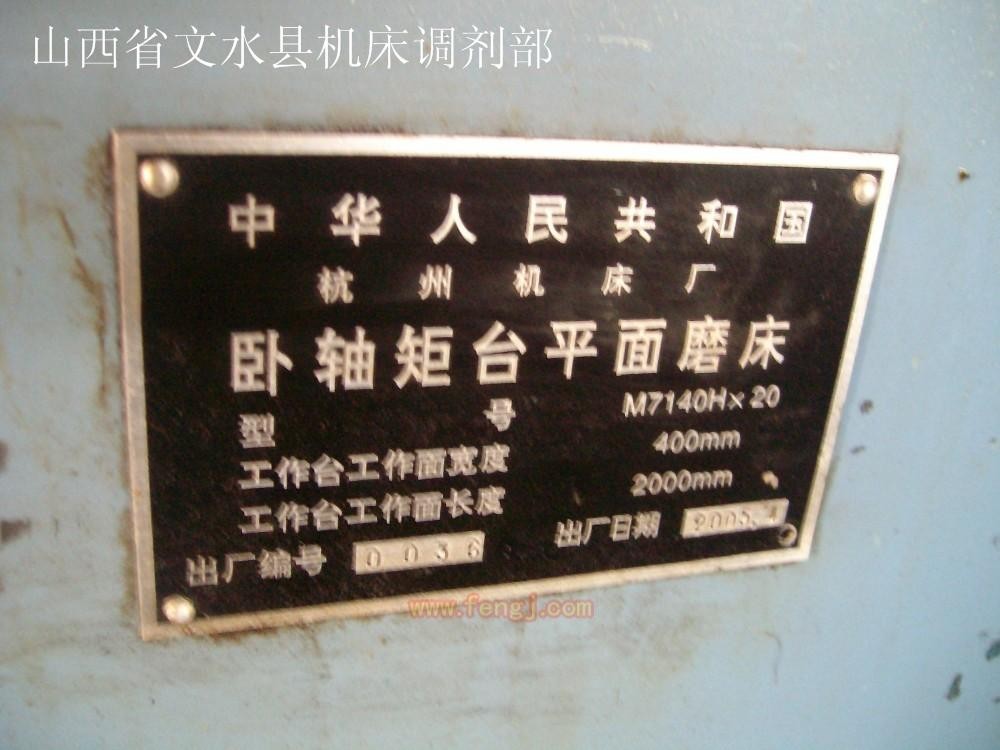 山西省文水县机床调剂部
中华人民共和国
杭州机床厂
卧轴矩台平面磨床
型号 M7140H×20
工作台工作面宽度 400mm
工作台工作面长度 2000mm
出厂编号 0036 出厂日期 2005.4
www.fengj.com